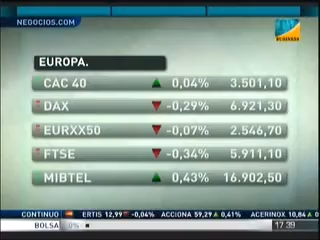 NEGOCIOS.COM
BUSINESS
EUROPA.
CAC 40 0,04% 3.501,10
DAX -0,29% 6.921,30
EURXX50 -0,07% 2.546,70
FTSE -0,34% 5.911,10
MIBTEL 0,43% 16.902,50
CONTINUO ERTIS 12,99 -0,04% ACCIONA 59,29 0,41% ACERINOX 10,84
BOLSA 0% 17:39